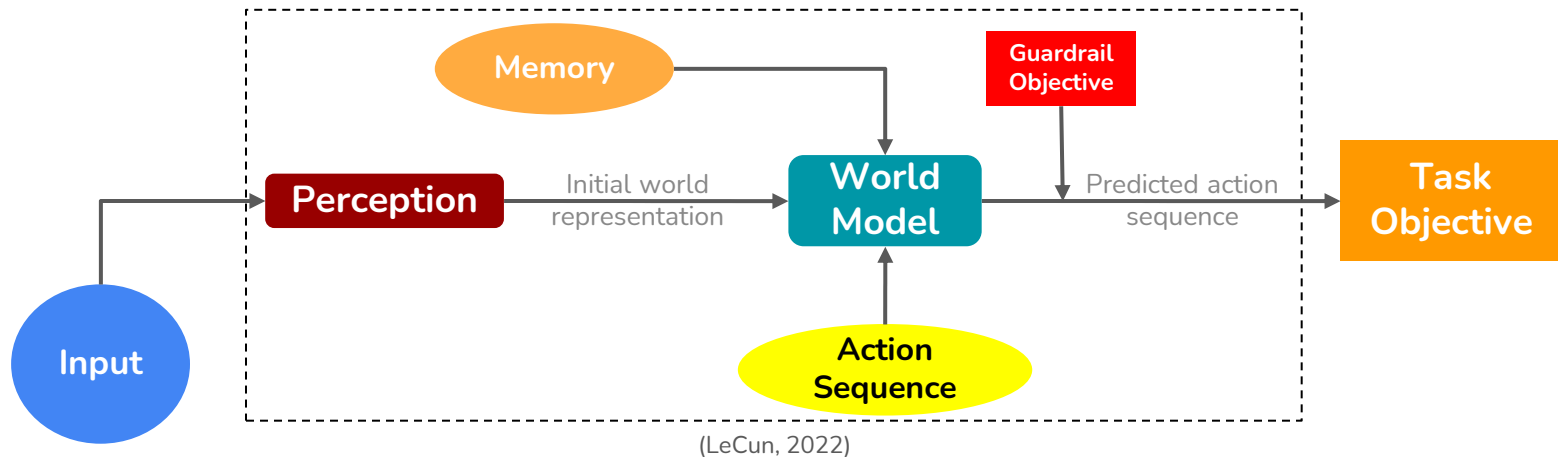 Memory
Guardrail
Objective
Perception
Initial world
representation
World
Model
Predicted action
sequence
Task
Objective
Input
Action
Sequence
(LeCun, 2022)